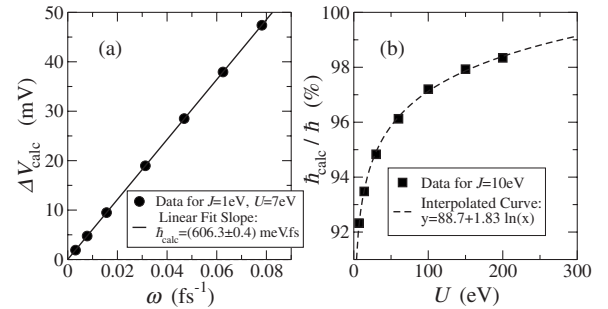 (a)
ΔV_calc (mV)
50
40
30
20
10
0
Data for J=1eV, U=7eV
Linear Fit Slope:
ħ_calc=(606.3±0.4) meV.fs
0 0.02 0.04 0.06 0.08
ω (fs⁻¹)
(b)
ħ_calc / ħ (%)
100
98
96
94
92
Data for J=10eV
Interpolated Curve:
y=88.7+1.83 ln(x)
0 100 200 300
U (eV)